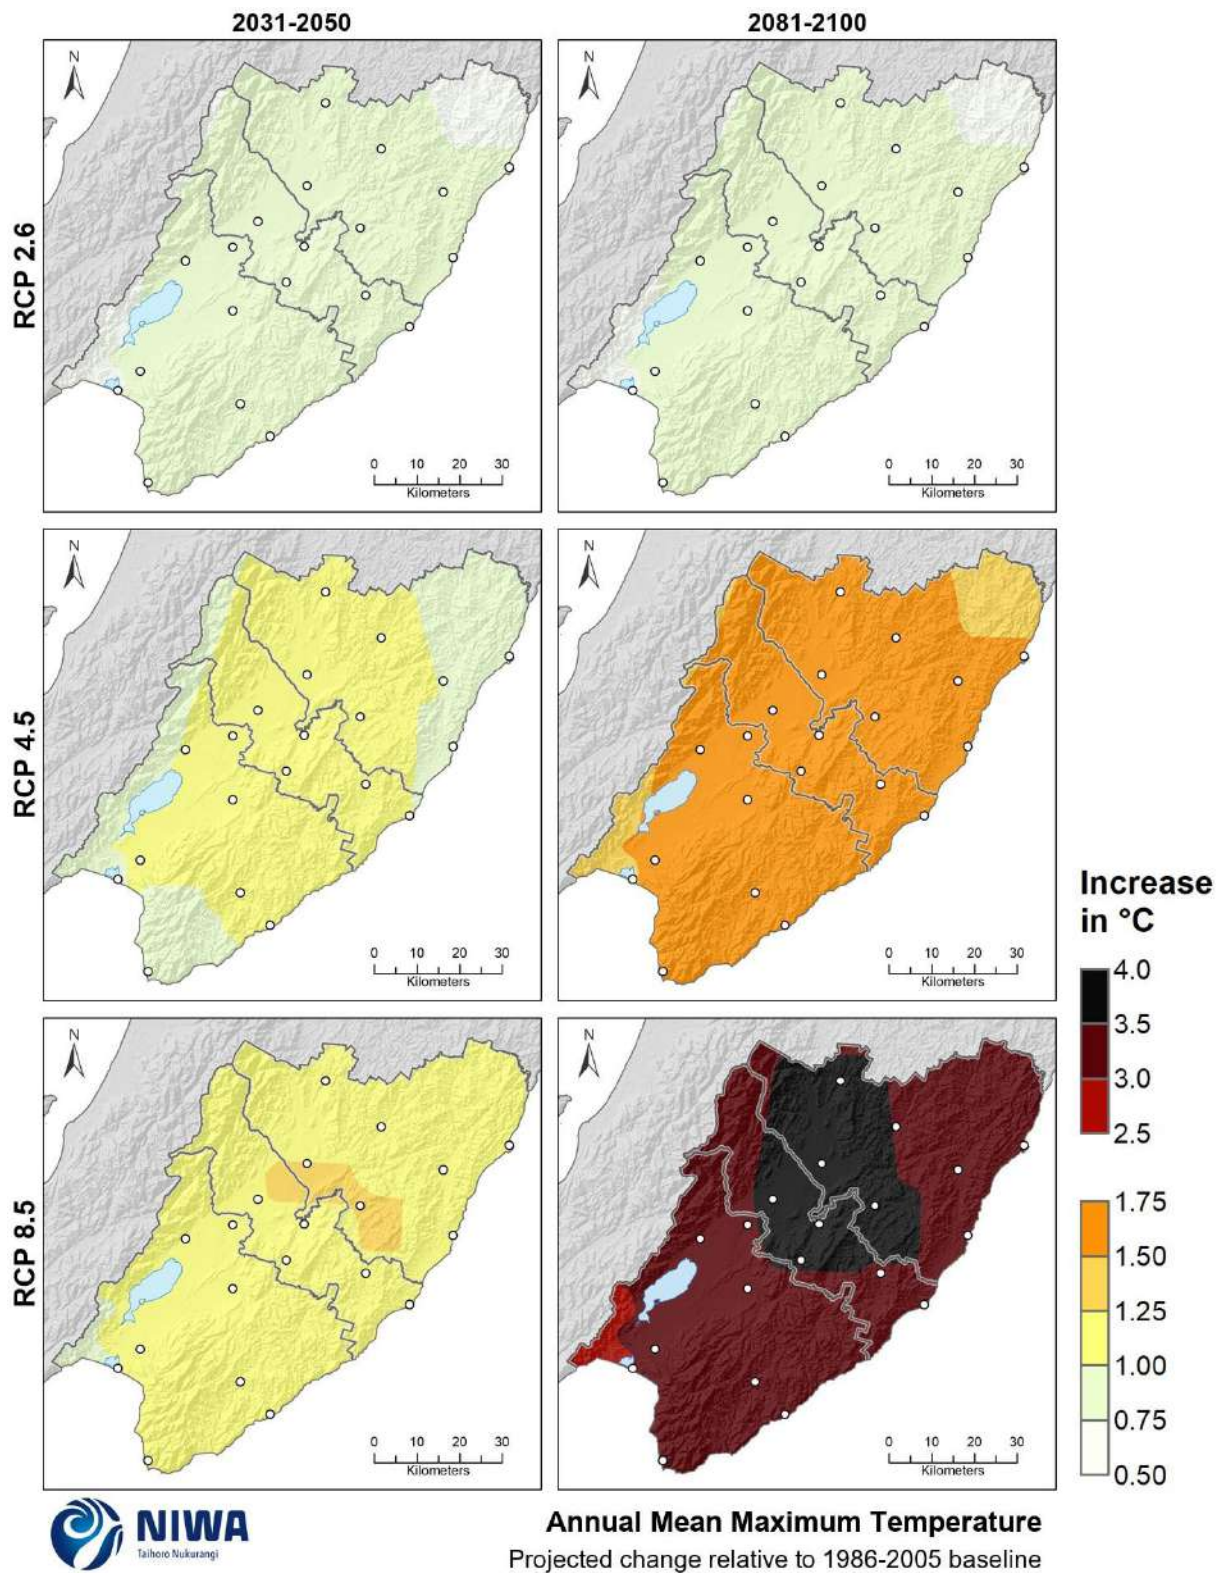 2031-2050
2081-2100
RCP 2.6
N
0 10 20 30
Kilometers
N
0 10 20 30
Kilometers
RCP 4.5
N
0 10 20 30
Kilometers
N
0 10 20 30
Kilometers
RCP 8.5
N
0 10 20 30
Kilometers
N
0 10 20 30
Kilometers
Increase
in °C
4.0
3.5
3.0
2.5
1.75
1.50
1.25
1.00
0.75
0.50
NIWA
Taihoro Nukurangi
Annual Mean Maximum Temperature
Projected change relative to 1986-2005 baseline